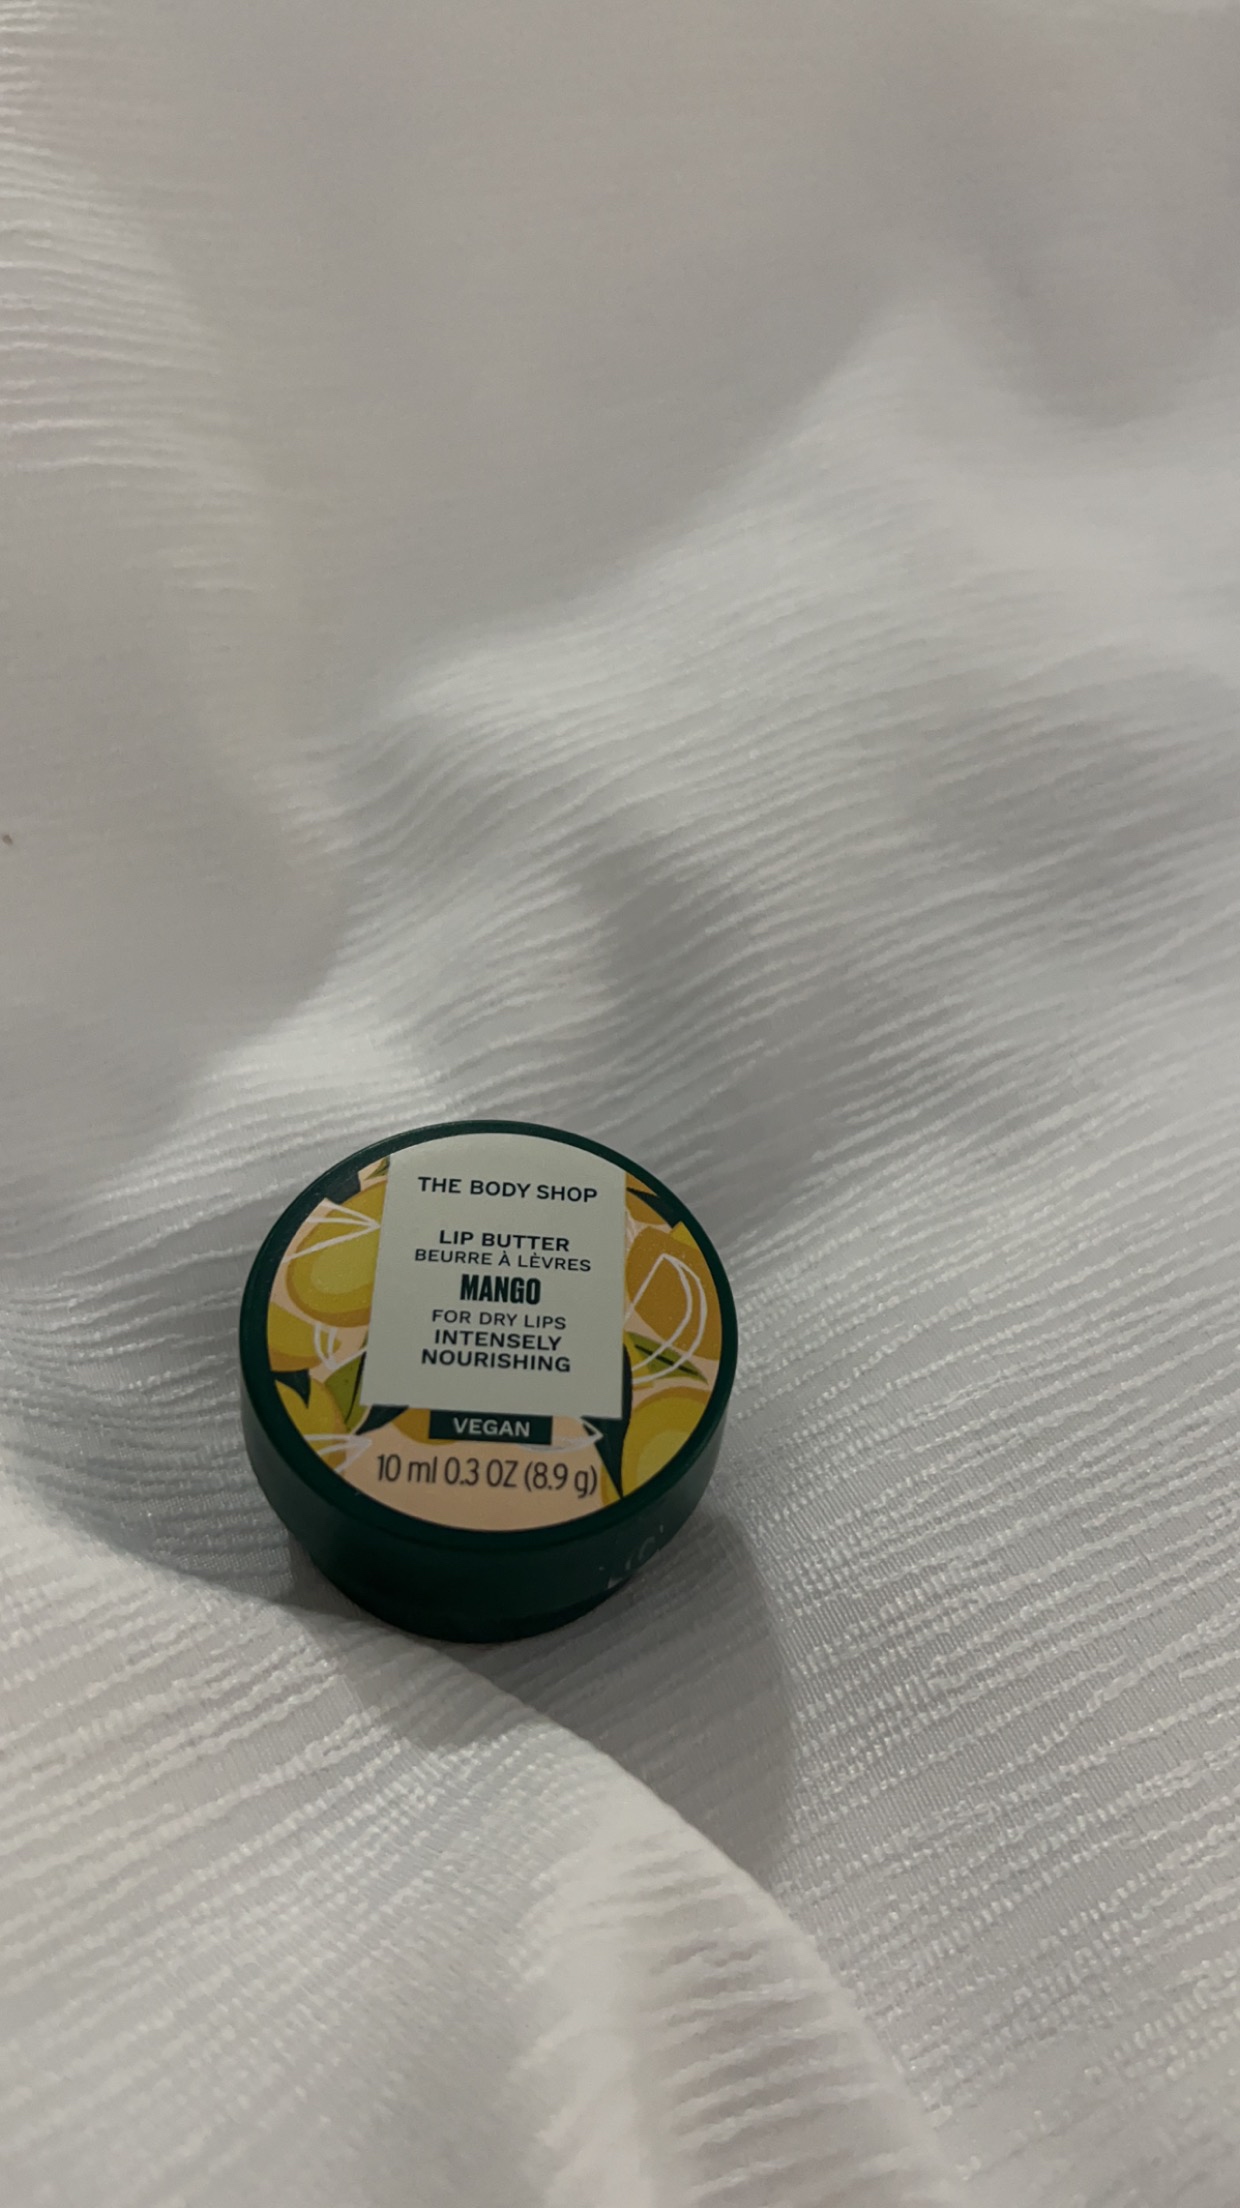 THE BODY SHOP
LIP BUTTER
BEURRE À LÈVRES
MANGO
FOR DRY LIPS
INTENSELY
NOURISHING
VEGAN
10 ml 0.3 OZ (8.9 g)